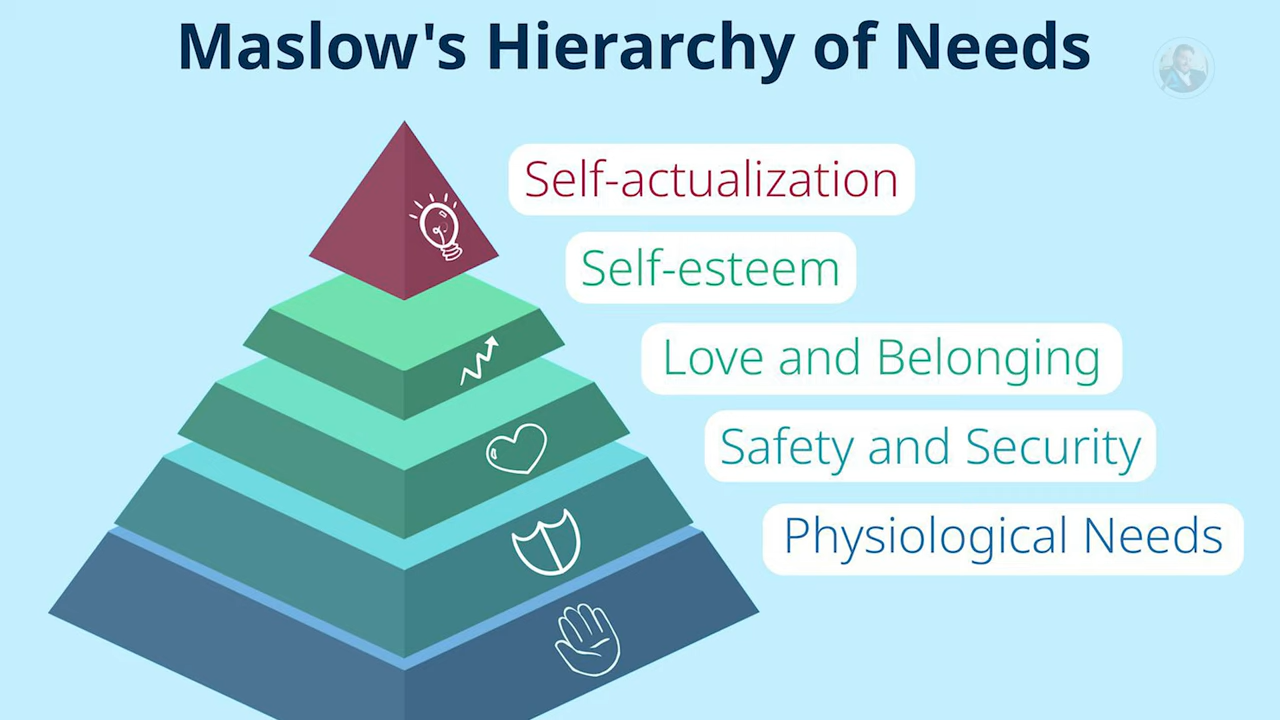 Maslow's Hierarchy of Needs
Self-actualization
Self-esteem
Love and Belonging
Safety and Security
Physiological Needs